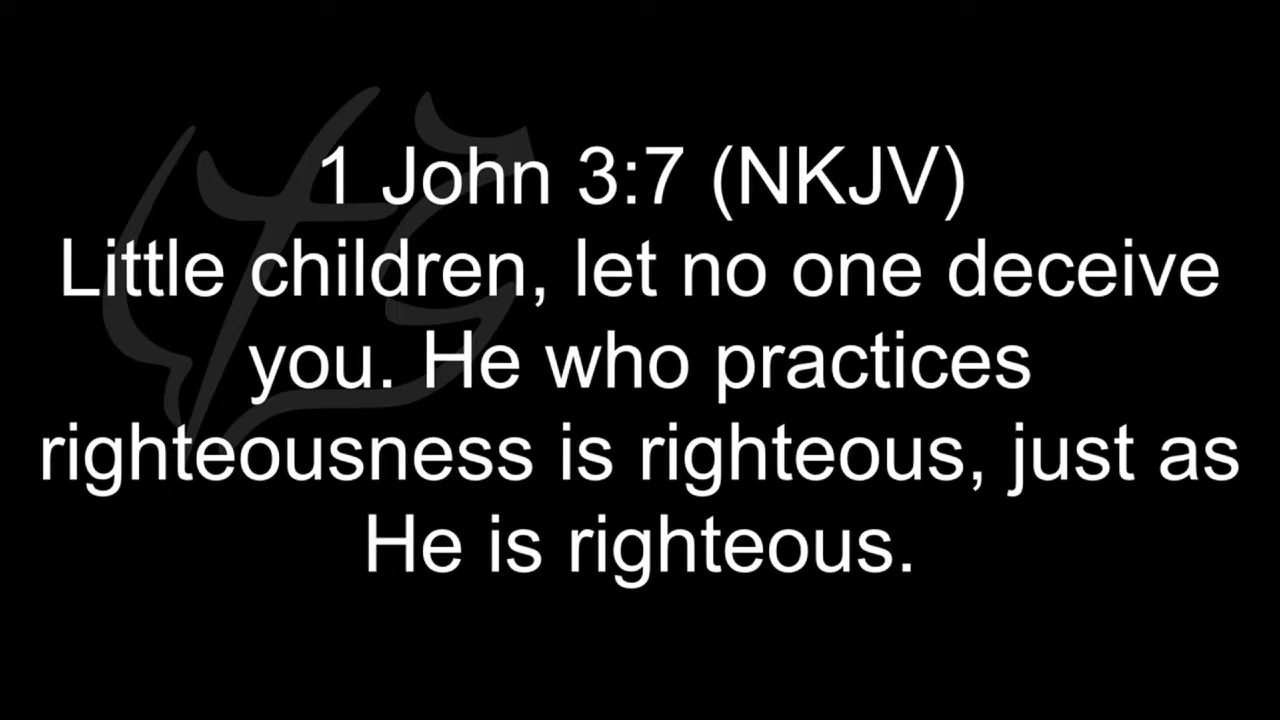 1 John 3:7 (NKJV)
Little children, let no one deceive
you. He who practices
righteousness is righteous, just as
He is righteous.